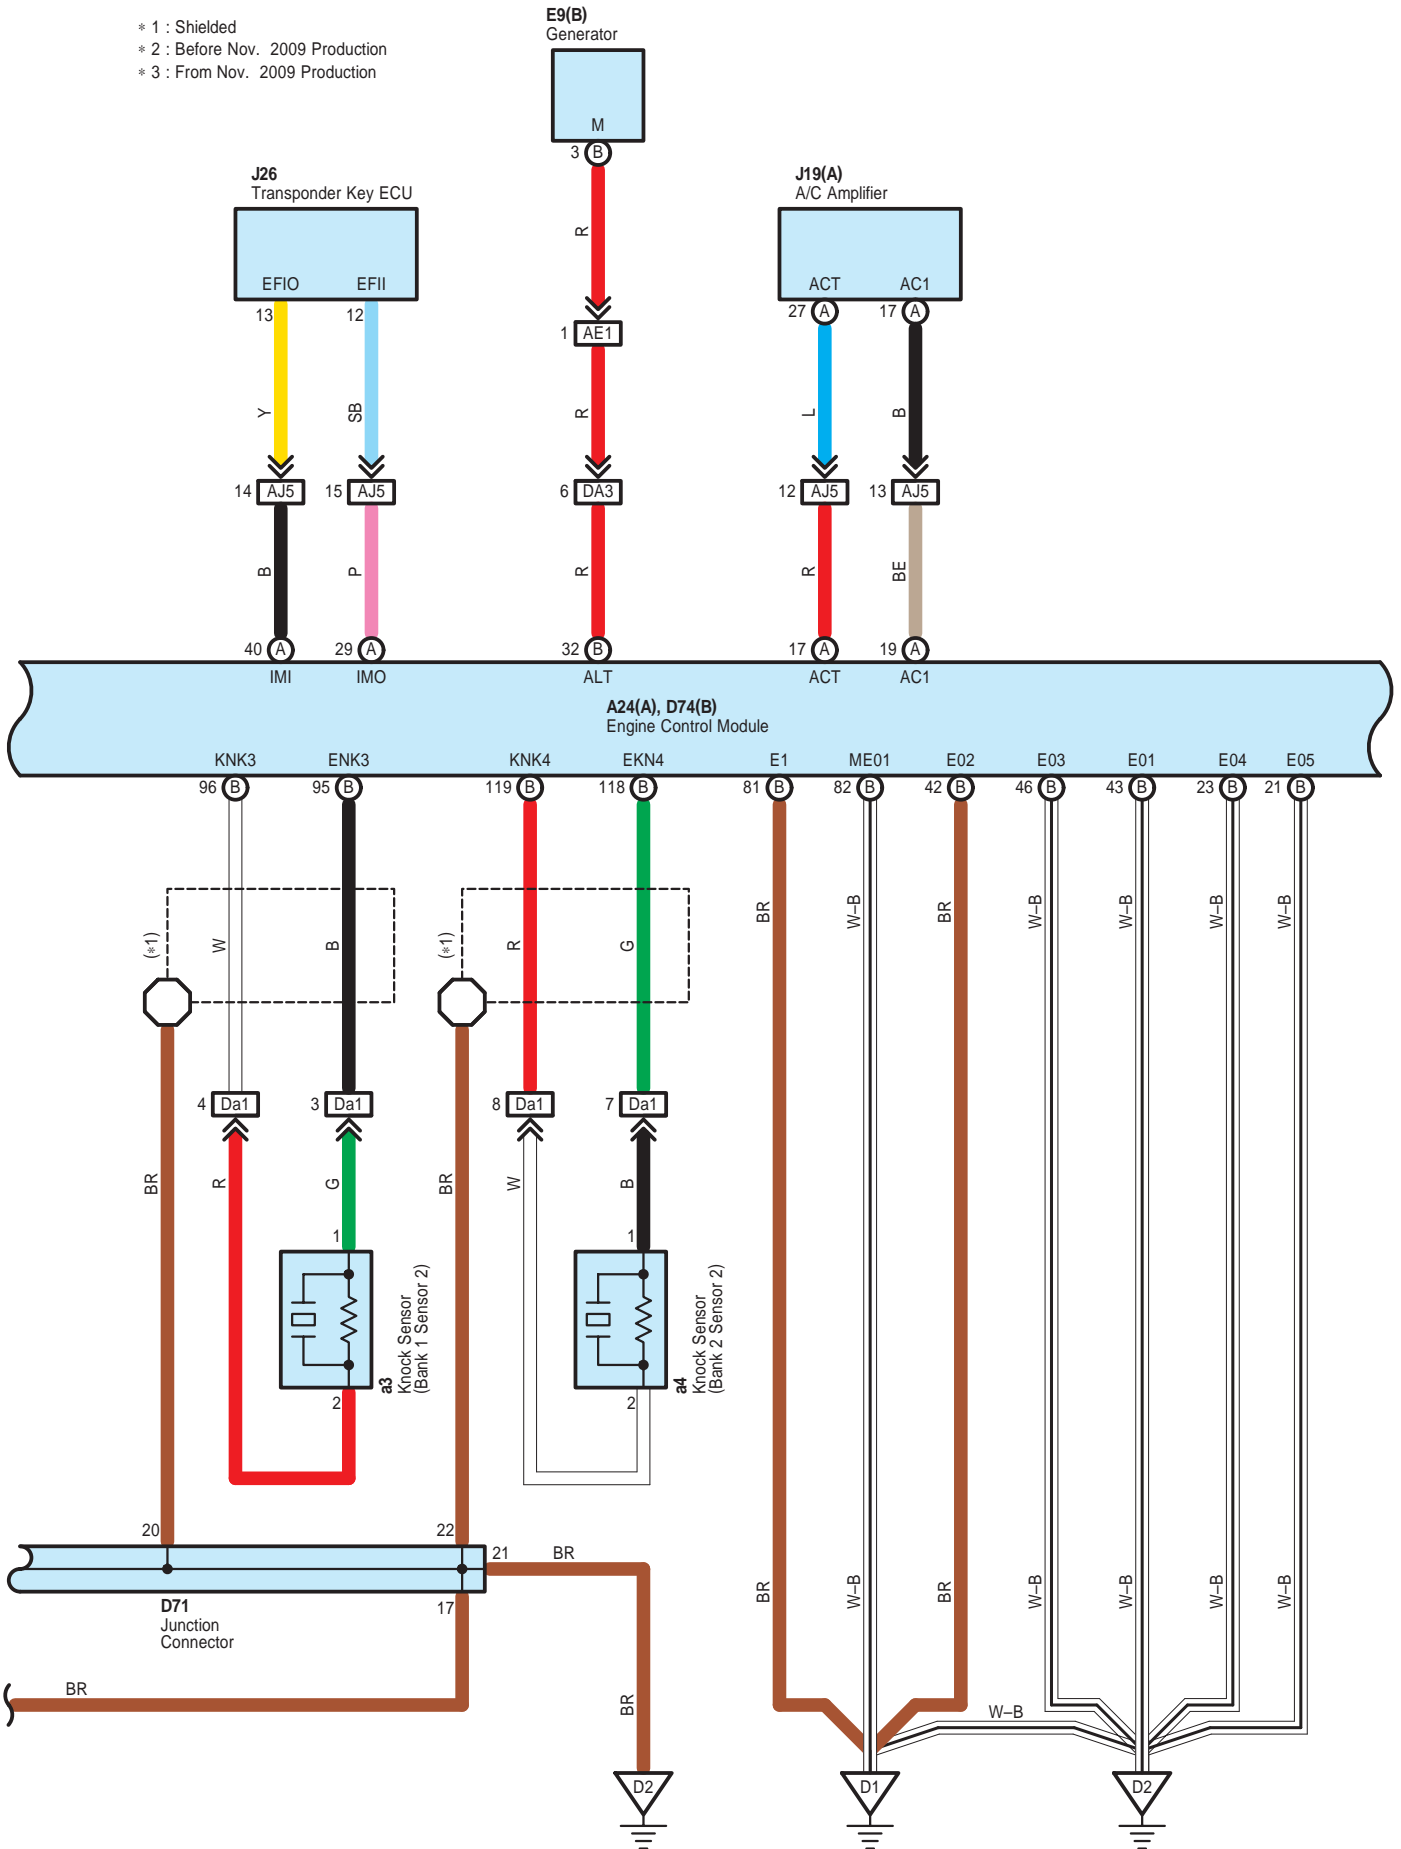 * 1 : Shielded
* 2 : Before Nov. 2009 Production
* 3 : From Nov. 2009 Production
E9(B)
Generator
M
3 B
R
J26
Transponder Key ECU
EFIO EFII
13 12
J19(A)
A/C Amplifier
ACT AC1
27 A 17 A
1 AE1
Y SB R L B
14 AJ5 15 AJ5 6 DA3 12 AJ5 13 AJ5
B P R R BE
40 A 29 A 32 B 17 A 19 A
IMI IMO ALT ACT AC1
A24(A), D74(B)
Engine Control Module
KNK3 ENK3 KNK4 EKN4 E1 ME01 E02 E03 E01 E04 E05
96 B 95 B 119 B 118 B 81 B 82 B 42 B 46 B 43 B 23 B 21 B
(*1) W B (*1) R G BR W–B BR W–B W–B W–B W–B
4 Da1 3 Da1 8 Da1 7 Da1
BR R G BR W B
1 1
a3
Knock Sensor
(Bank 1 Sensor 2)
a4
Knock Sensor
(Bank 2 Sensor 2)
2 2
20 22
21 BR
BR W–B BR W–B W–B W–B W–B
17
D71
Junction
Connector
BR
BR
W–B
D2 D1 D2